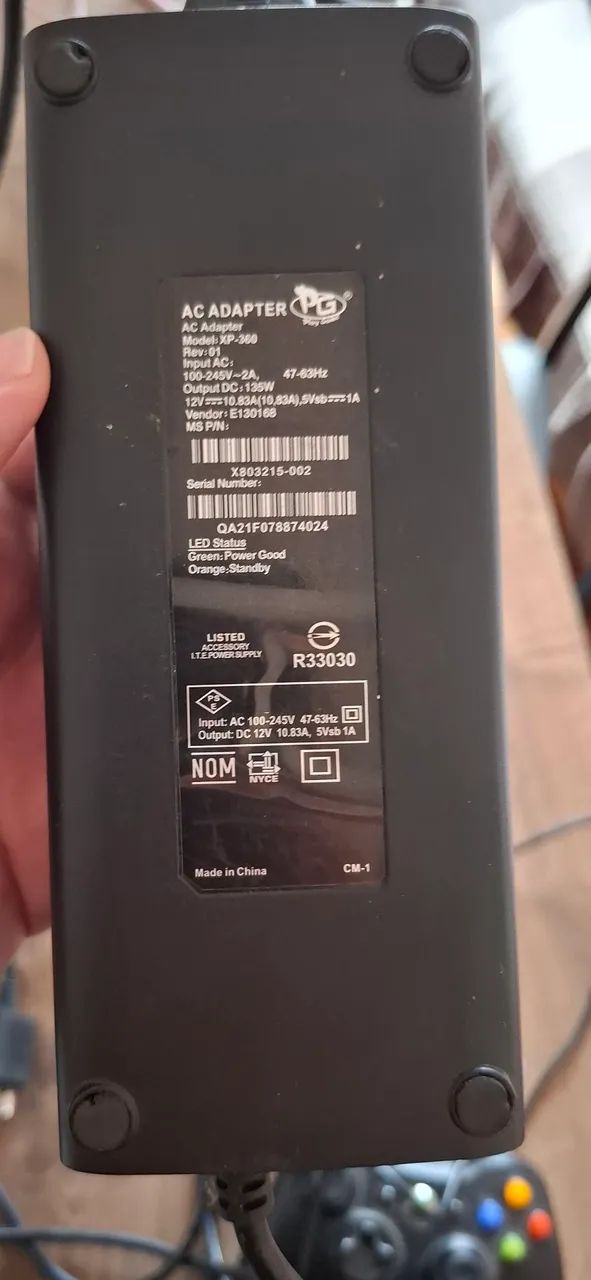 AC ADAPTER PG®
Play Game
AC Adapter
Model: XP-360
Rev: 01
Input AC:
100-245V~2A, 47-63Hz
Output DC: 135W
12V⎓10.83A(10,83A),5Vsb⎓1A
Vendor: E130168
MS P/N:
X803215-002
Serial Number:
QA21F078874024
LED Status
Green: Power Good
Orange: Standby
LISTED
ACCESSORY
I.T.E. POWER SUPPLY
R33030
PS
E
Input: AC 100-245V 47-63Hz
Output: DC 12V 10.83A, 5Vsb 1A
NOM
NYCE
Made in China
CM-1